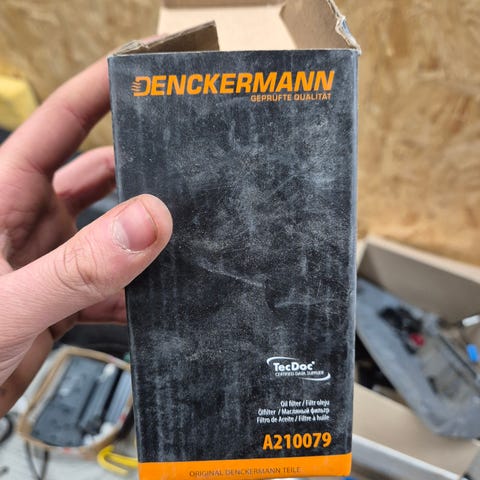 DENCKERMANN
GEPRÜFTE QUALITÄT
TecDoc®
CERTIFIED DATA SUPPLIER
Oil filter / Filtr oleju
Ölfilter / Масляный фильтр
Filtro de Aceite / Filtre à huile
A210079
ORIGINAL DENCKERMANN TEILE